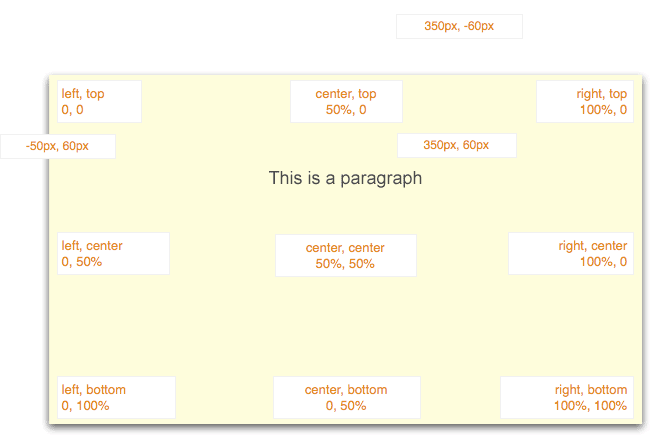 350px, -60px
left, top
0, 0
center, top
50%, 0
right, top
100%, 0
-50px, 60px
350px, 60px
This is a paragraph
left, center
0, 50%
center, center
50%, 50%
right, center
100%, 0
left, bottom
0, 100%
center, bottom
0, 50%
right, bottom
100%, 100%